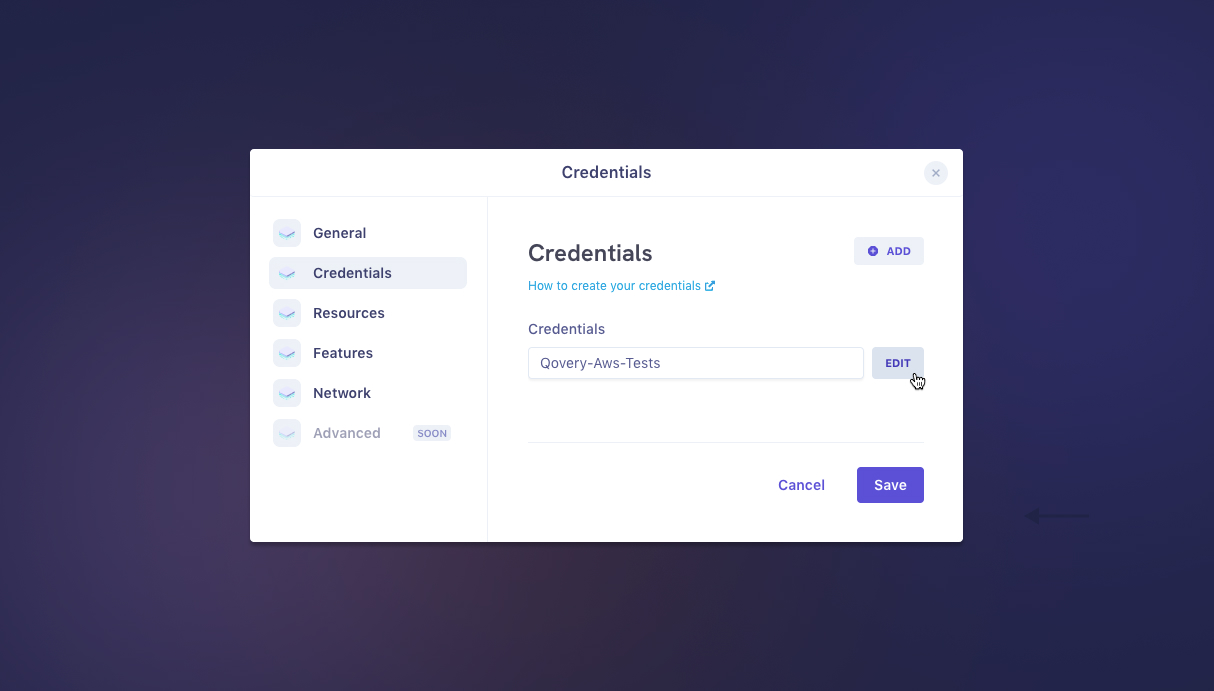 Credentials
General
Credentials
Resources
Features
Network
Advanced SOON
Credentials
ADD
How to create your credentials
Credentials
Qovery-Aws-Tests
EDIT
Cancel
Save